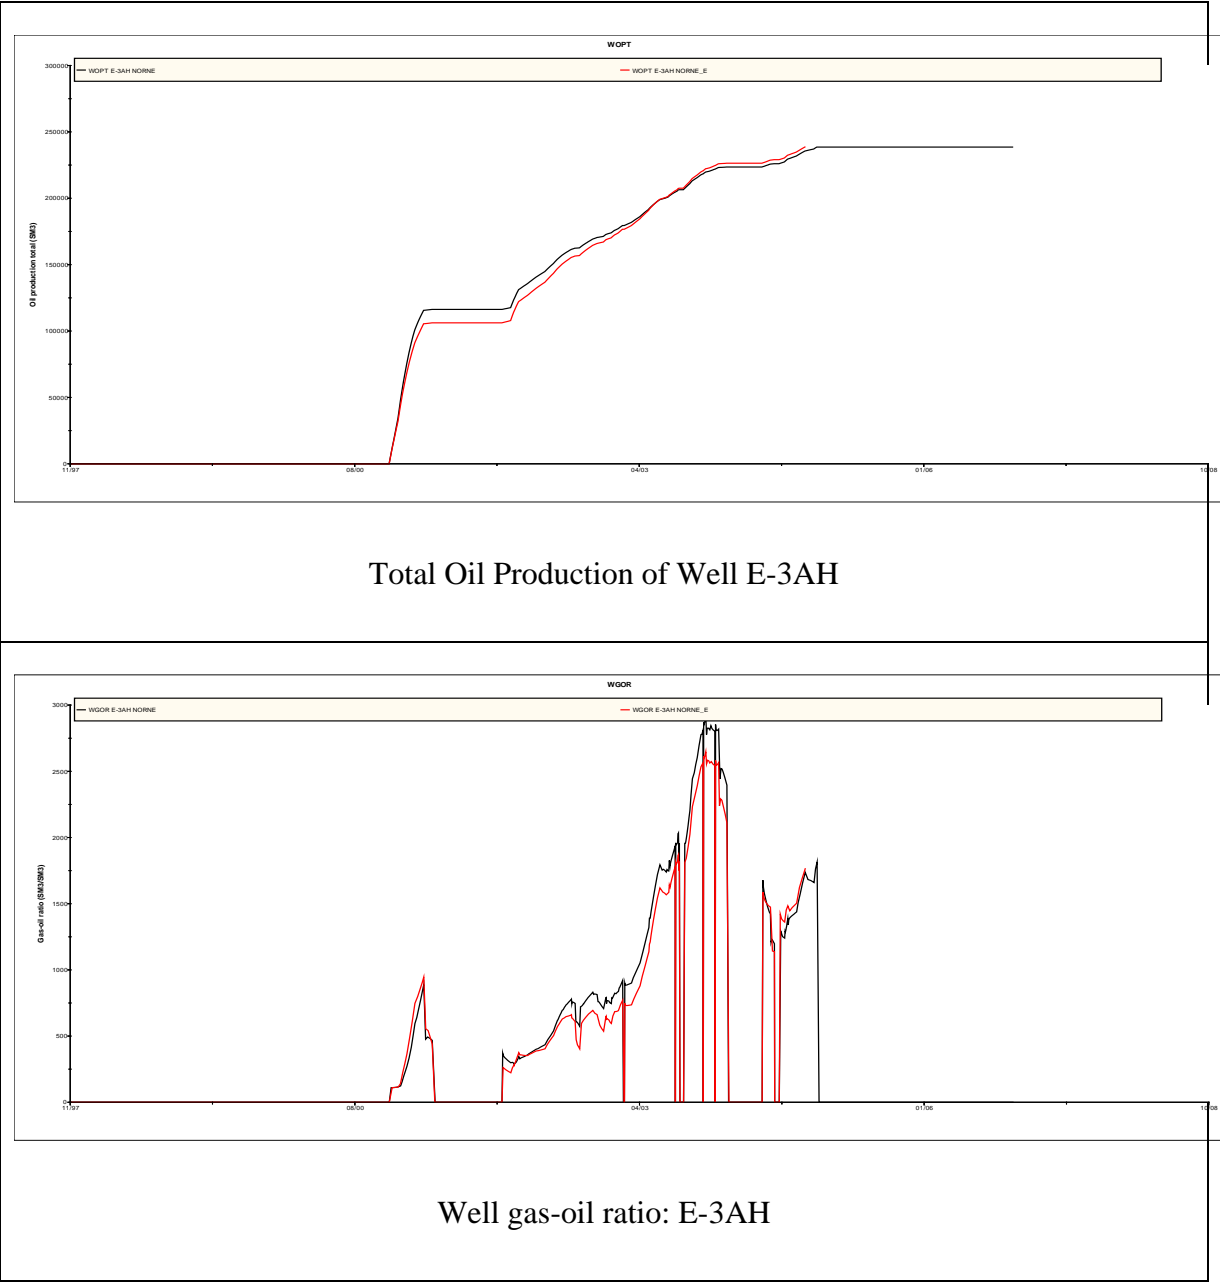 WOPT
WOPT E-3AH NORNE WOPT E-3AH NORNE_E
300000
250000
200000
150000
100000
50000
0
Oil production total (SM3)
11/97 08/00 04/03 01/06 10/08
Total Oil Production of Well E-3AH
WGOR
WGOR E-3AH NORNE WGOR E-3AH NORNE_E
3000
2500
2000
1500
1000
500
0
Gas-oil ratio (SM3/SM3)
11/97 08/00 04/03 01/06 10/08
Well gas-oil ratio: E-3AH